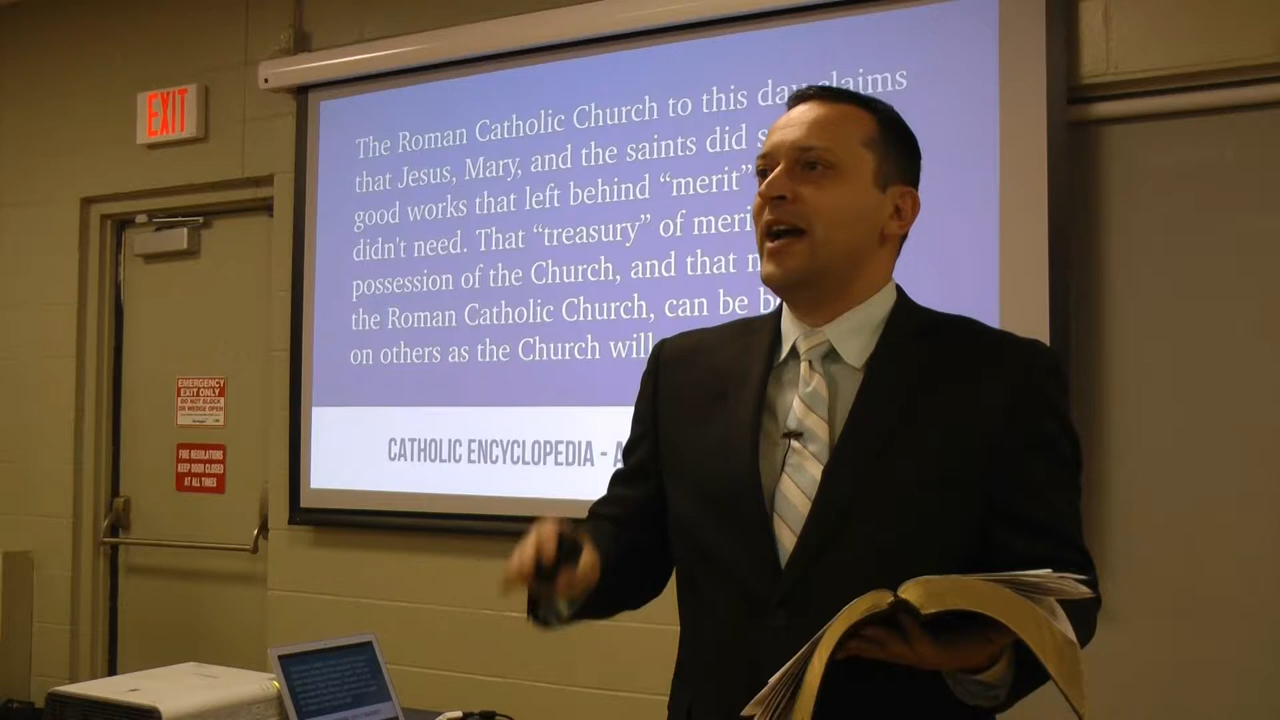 EXIT
The Roman Catholic Church to this day claims
that Jesus, Mary, and the saints did
good works that left behind “merit”
didn't need. That “treasury” of
possession of the Church, and that
the Roman Catholic Church, can be
on others as the Church will
CATHOLIC ENCYCLOPEDIA -
EMERGENCY
EXIT ONLY
DO NOT BLOCK
OR WEDGE OPEN
FIRE REGULATIONS
KEEP DOOR CLOSED
AT ALL TIMES